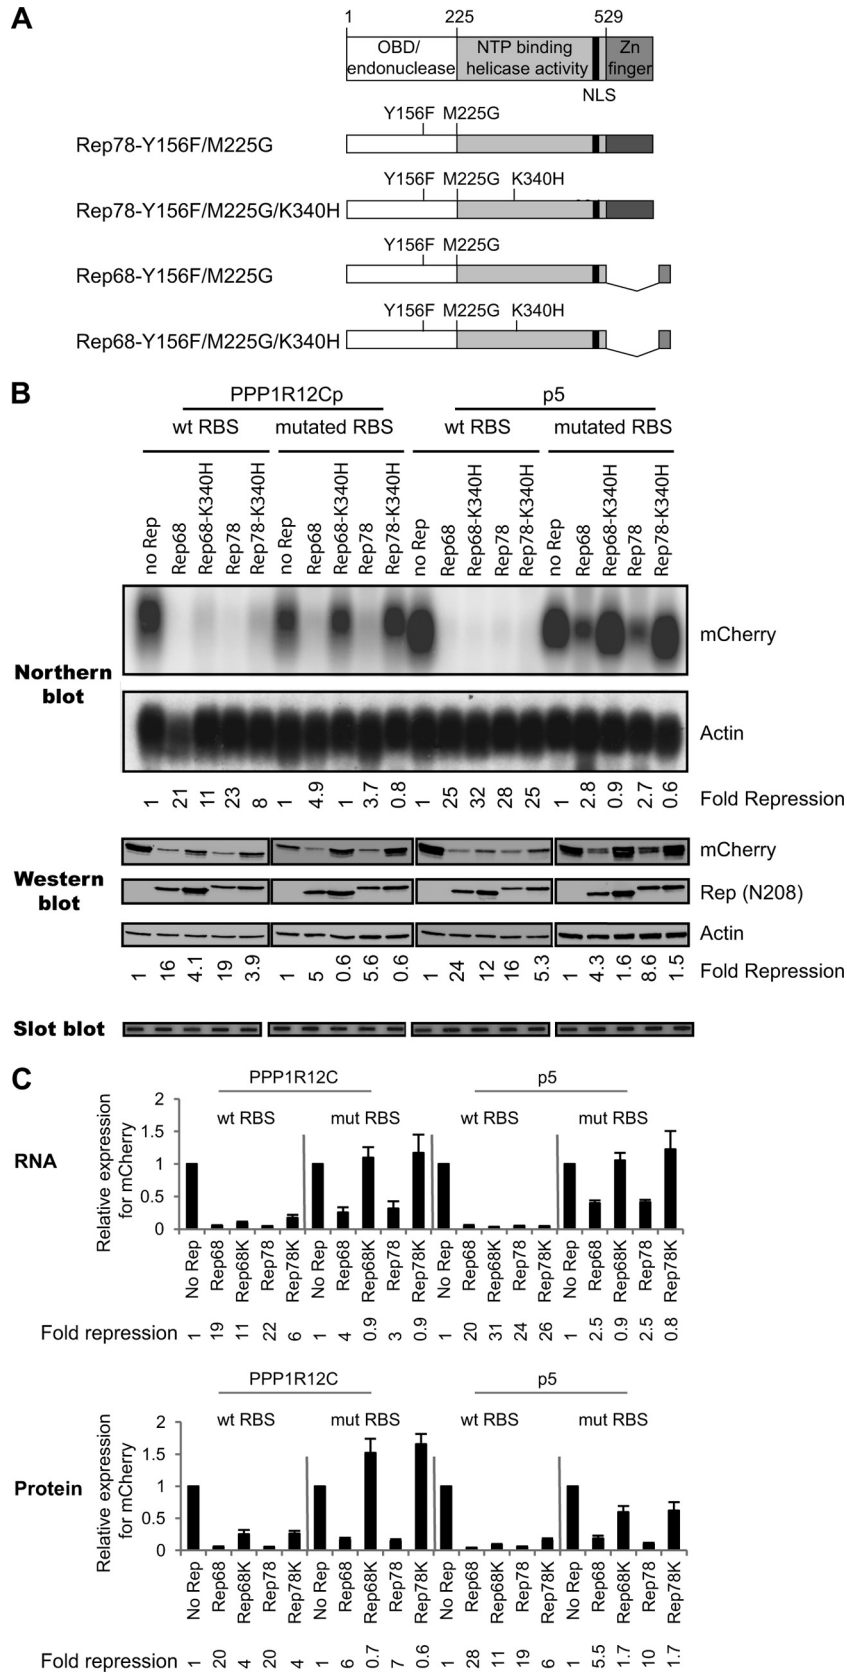 A
1 225 529
OBD/ NTP binding Zn
endonuclease helicase activity finger
NLS
Y156F M225G
Rep78-Y156F/M225G
Y156F M225G K340H
Rep78-Y156F/M225G/K340H
Y156F M225G
Rep68-Y156F/M225G
Y156F M225G K340H
Rep68-Y156F/M225G/K340H
B
PPP1R12Cp p5
wt RBS mutated RBS wt RBS mutated RBS
no Rep Rep68 Rep68-K340H Rep78 Rep78-K340H no Rep Rep68 Rep68-K340H Rep78 Rep78-K340H no Rep Rep68 Rep68-K340H Rep78 Rep78-K340H no Rep Rep68 Rep68-K340H Rep78 Rep78-K340H
mCherry
Northern
blot
Actin
1 21 11 23 8 1 4.9 1 3.7 0.8 1 25 32 28 25 1 2.8 0.9 2.7 0.6 Fold Repression
mCherry
Western
blot
Rep (N208)
Actin
1 16 4.1 19 3.9 1 5 0.6 5.6 0.6 1 24 12 16 5.3 1 4.3 1.6 8.6 1.5 Fold Repression
Slot blot
C
PPP1R12C p5
wt RBS mut RBS wt RBS mut RBS
RNA
Relative expression
for mCherry
2
1.5
1
0.5
0
No Rep Rep68 Rep68K Rep78 Rep78K No Rep Rep68 Rep68K Rep78 Rep78K No Rep Rep68 Rep68K Rep78 Rep78K No Rep Rep68 Rep68K Rep78 Rep78K
Fold repression 1 19 11 22 6 1 4 0.9 3 0.9 1 20 31 24 26 1 2.5 0.9 2.5 0.8
PPP1R12C p5
wt RBS mut RBS wt RBS mut RBS
Protein
Relative expression
for mCherry
2
1.5
1
0.5
0
No Rep Rep68 Rep68K Rep78 Rep78K No Rep Rep68 Rep68K Rep78 Rep78K No Rep Rep68 Rep68K Rep78 Rep78K No Rep Rep68 Rep68K Rep78 Rep78K
Fold repression 1 20 4 20 4 1 6 0.7 7 0.6 1 28 11 19 6 1 5.5 1.7 10 1.7